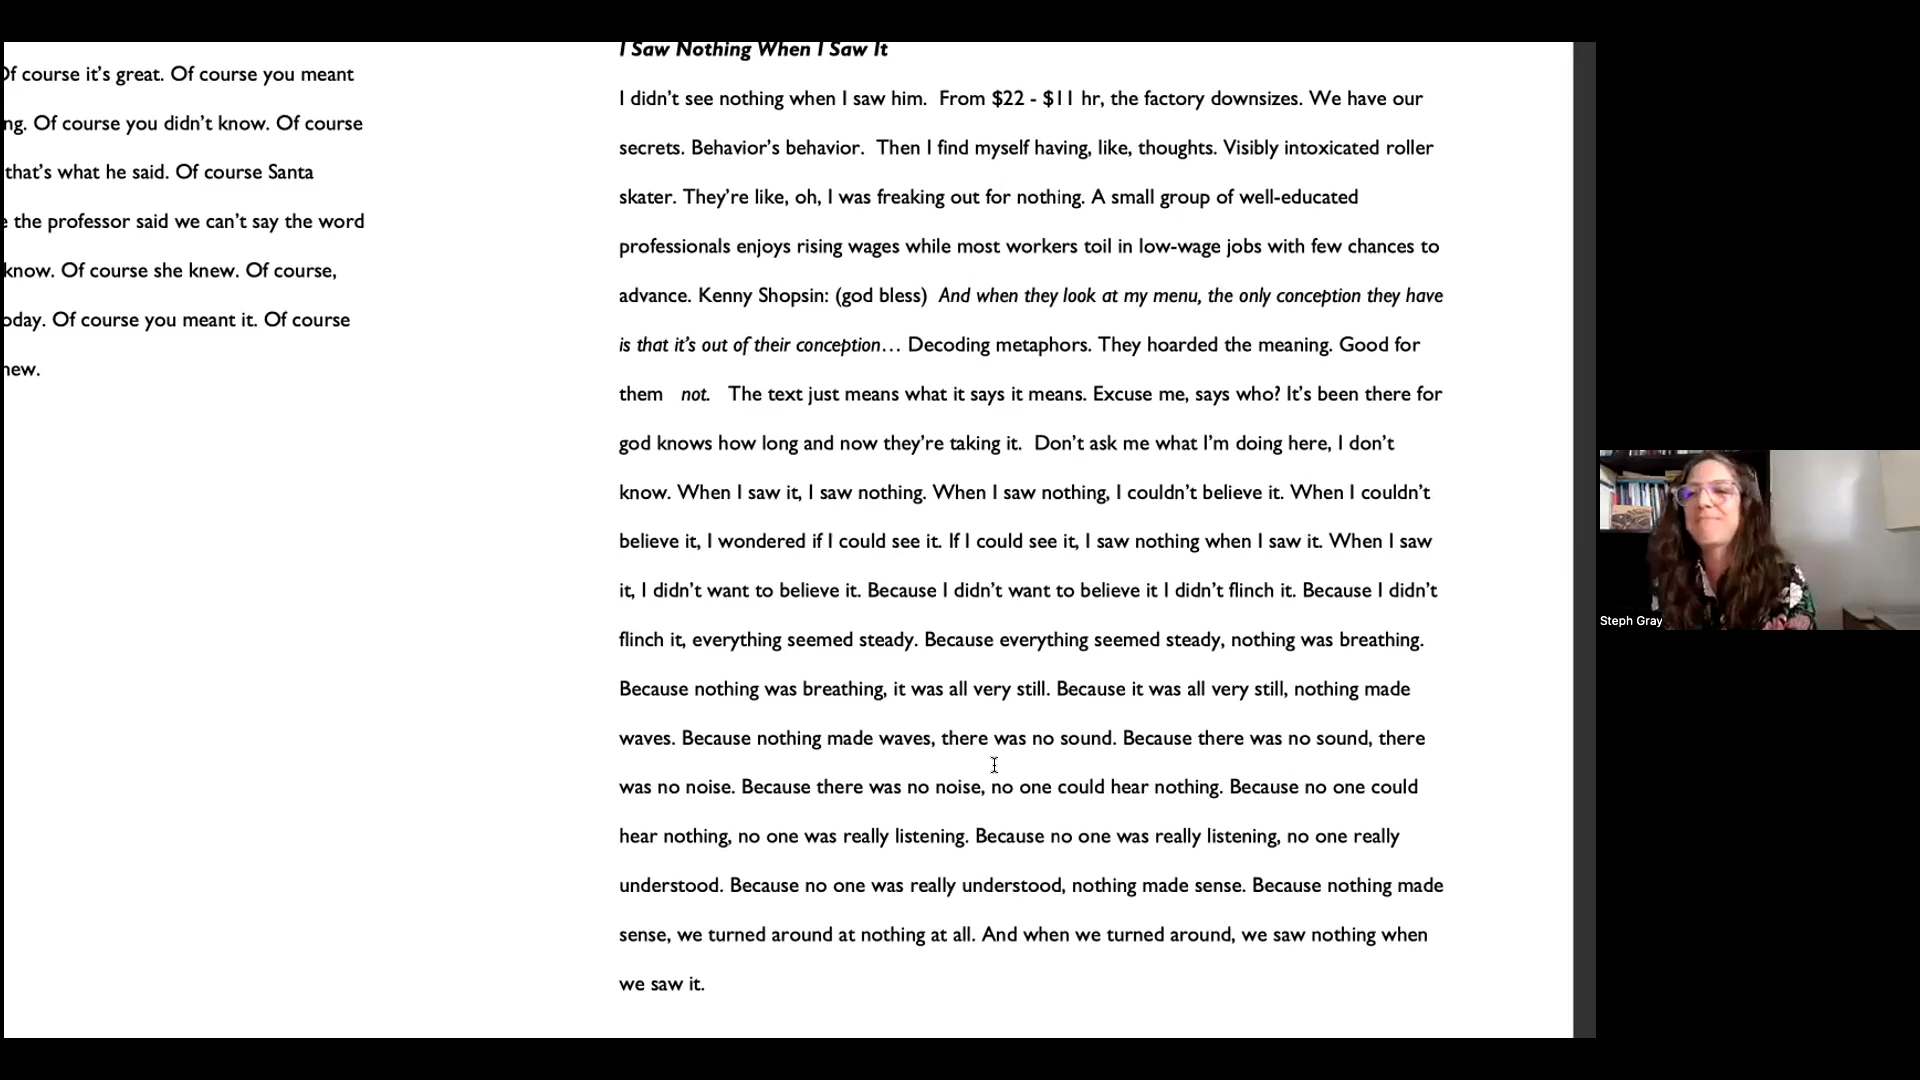 Of course it's great. Of course you meant
ng. Of course you didn't know. Of course
that's what he said. Of course Santa
e the professor said we can't say the word
know. Of course she knew. Of course,
oday. Of course you meant it. Of course
new.
I Saw Nothing When I Saw It
I didn't see nothing when I saw him.  From $22 - $11 hr, the factory downsizes. We have our
secrets. Behavior's behavior.  Then I find myself having, like, thoughts. Visibly intoxicated roller
skater. They're like, oh, I was freaking out for nothing. A small group of well-educated
professionals enjoys rising wages while most workers toil in low-wage jobs with few chances to
advance. Kenny Shopsin: (god bless)  And when they look at my menu, the only conception they have
is that it's out of their conception… Decoding metaphors. They hoarded the meaning. Good for
them   not.   The text just means what it says it means. Excuse me, says who? It's been there for
god knows how long and now they're taking it.  Don't ask me what I'm doing here, I don't
know. When I saw it, I saw nothing. When I saw nothing, I couldn't believe it. When I couldn't
believe it, I wondered if I could see it. If I could see it, I saw nothing when I saw it. When I saw
it, I didn't want to believe it. Because I didn't want to believe it I didn't flinch it. Because I didn't
flinch it, everything seemed steady. Because everything seemed steady, nothing was breathing.
Because nothing was breathing, it was all very still. Because it was all very still, nothing made
waves. Because nothing made waves, there was no sound. Because there was no sound, there
was no noise. Because there was no noise, no one could hear nothing. Because no one could
hear nothing, no one was really listening. Because no one was really listening, no one really
understood. Because no one was really understood, nothing made sense. Because nothing made
sense, we turned around at nothing at all. And when we turned around, we saw nothing when
we saw it.
Steph Gray